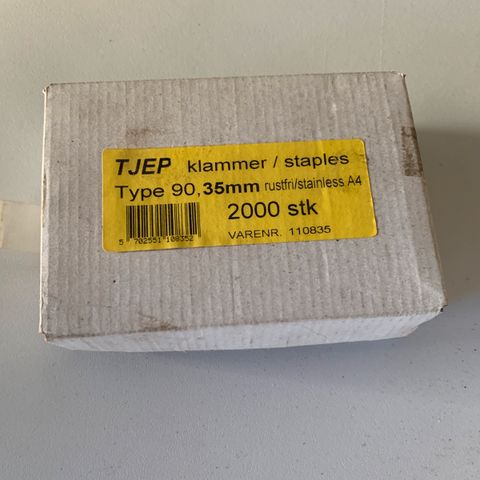 TJEP klammer / staples
Type 90, 35mm rustfri/stainless A4
2000 stk
5 702551 108352
VARENR. 110835